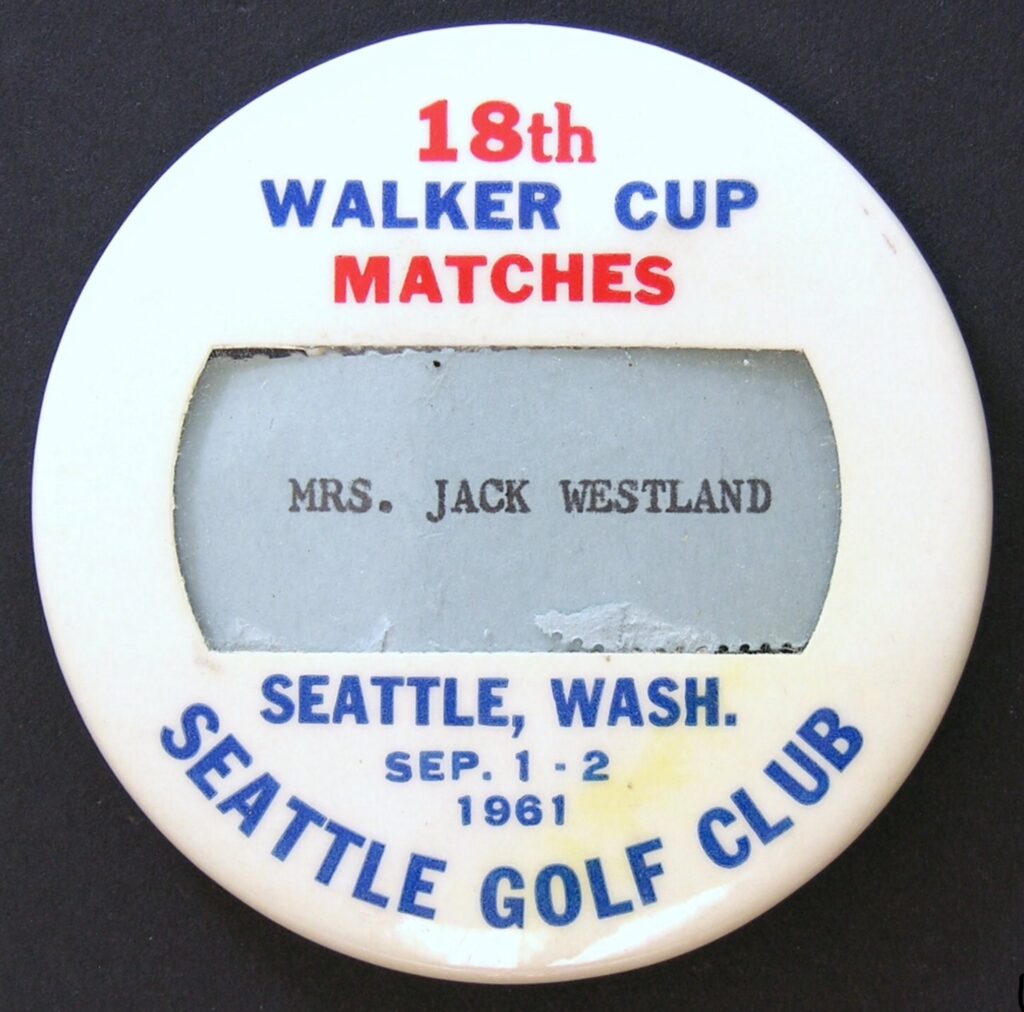 18th
WALKER CUP
MATCHES
MRS. JACK WESTLAND
SEATTLE, WASH.
SEP. 1 - 2
1961
SEATTLE GOLF CLUB